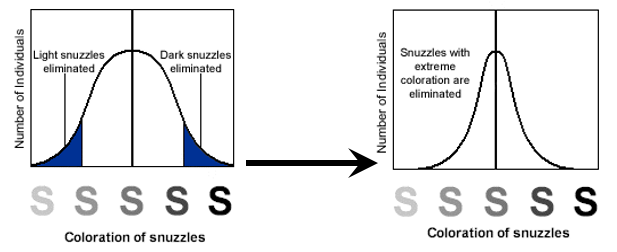 Number of Individuals
Light snuzzles
eliminated
Dark snuzzles
eliminated
S S S S S
Coloration of snuzzles
Number of Individuals
Snuzzles with
extreme
coloration are
eliminated
S S S S S
Coloration of snuzzles